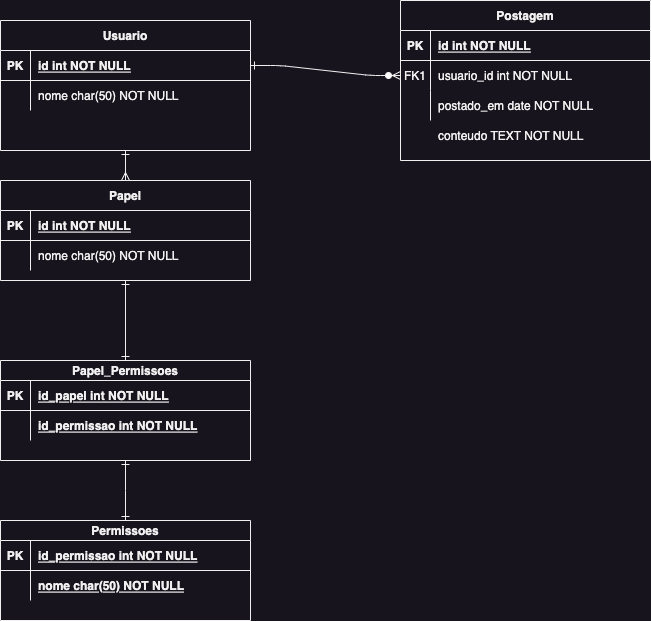 Usuario
PK id int NOT NULL
nome char(50) NOT NULL
Postagem
PK id int NOT NULL
FK1 usuario_id int NOT NULL
postado_em date NOT NULL
conteudo TEXT NOT NULL
Papel
PK id int NOT NULL
nome char(50) NOT NULL
Papel_Permissoes
PK id_papel int NOT NULL
id_permissao int NOT NULL
Permissoes
PK id_permissao int NOT NULL
nome char(50) NOT NULL